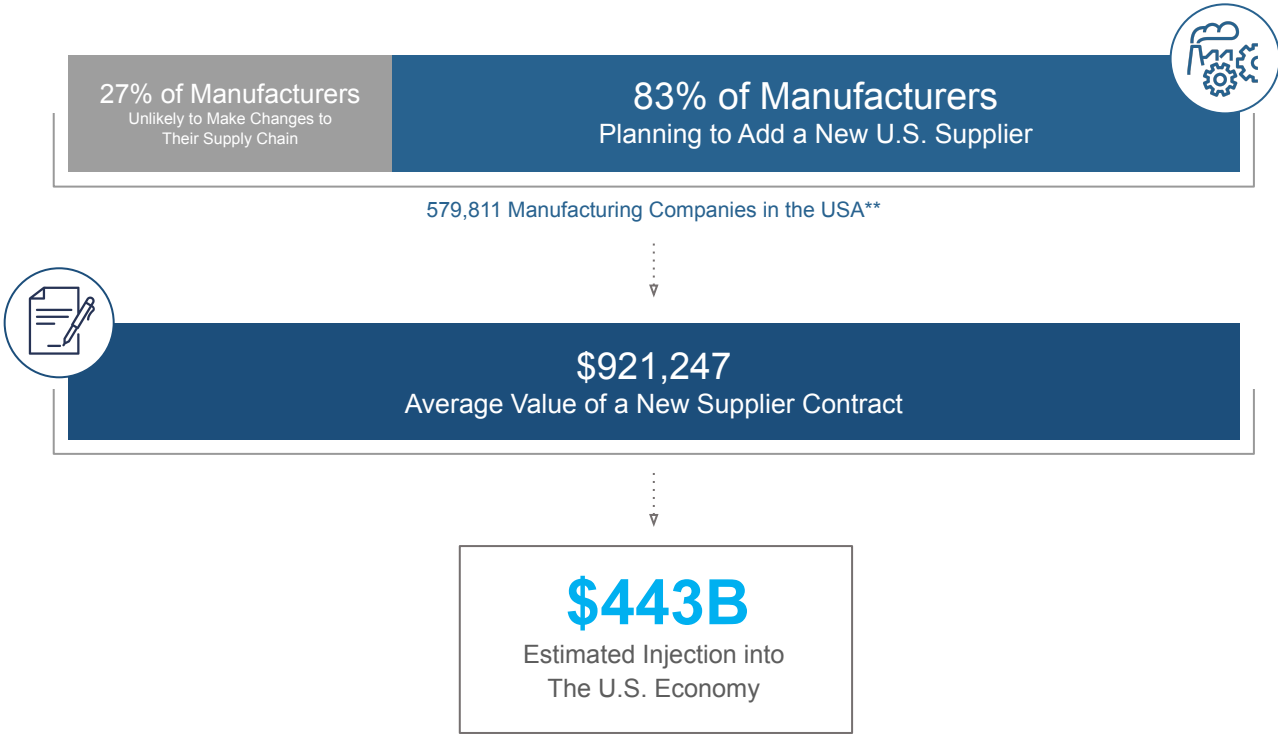 27% of Manufacturers
Unlikely to Make Changes to
Their Supply Chain
83% of Manufacturers
Planning to Add a New U.S. Supplier
579,811 Manufacturing Companies in the USA**
$921,247
Average Value of a New Supplier Contract
$443B
Estimated Injection into
The U.S. Economy